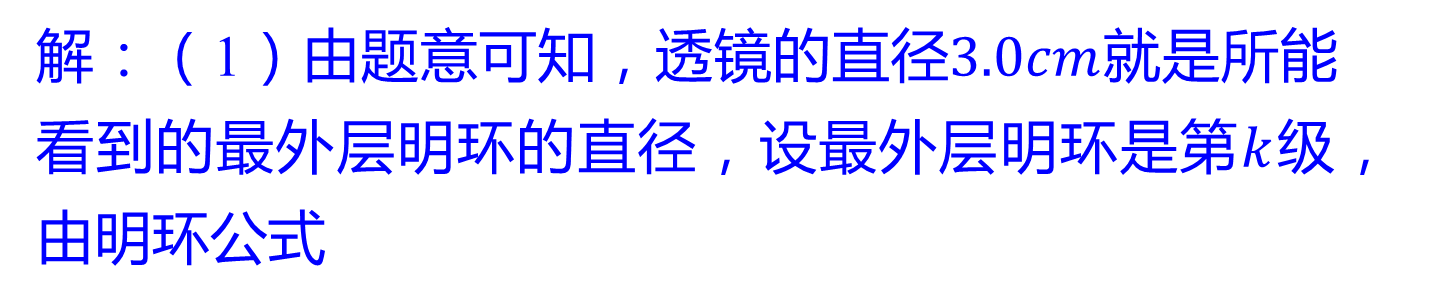 解：（1）由题意可知，透镜的直径3.0cm就是所能
看到的最外层明环的直径，设最外层明环是第k级，
由明环公式